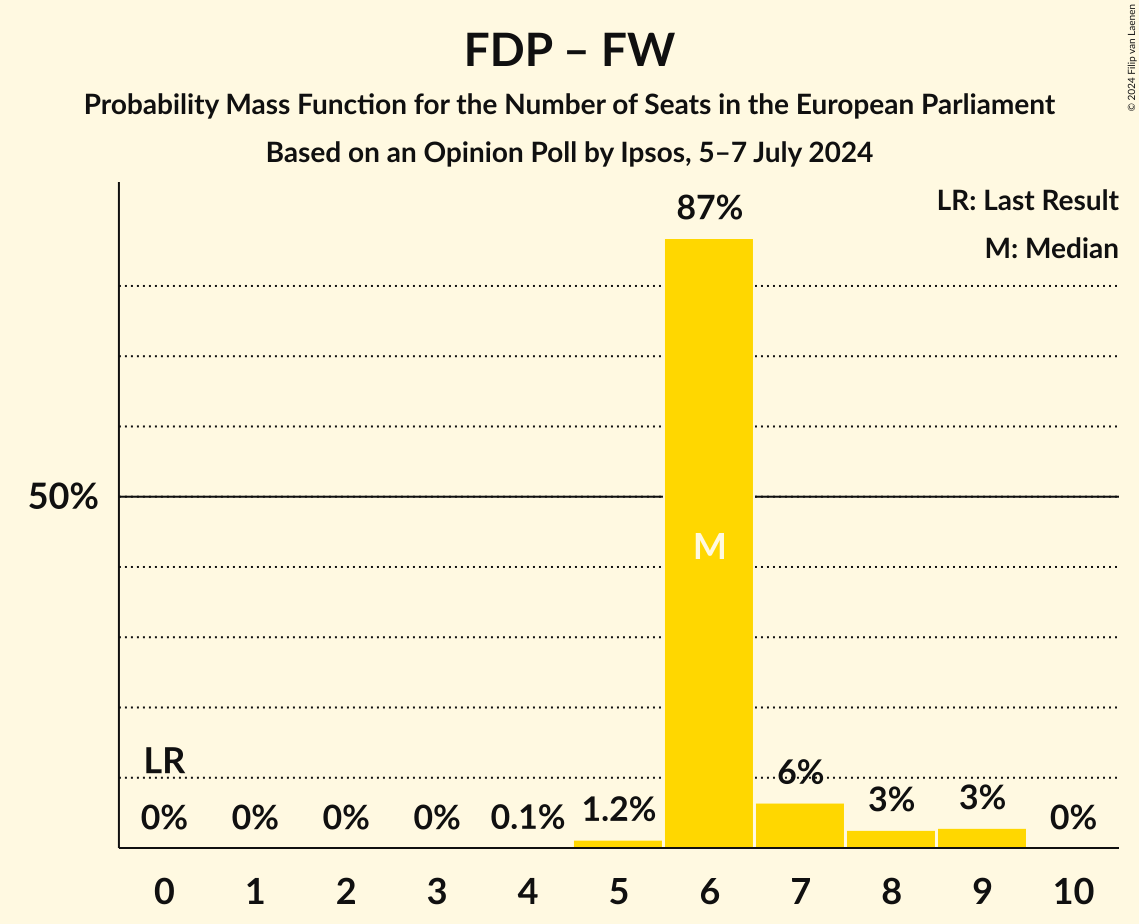 FDP – FW
Probability Mass Function for the Number of Seats in the European Parliament
Based on an Opinion Poll by Ipsos, 5–7 July 2024
© 2024 Filip van Laenen
LR: Last Result
M: Median
87%
50%
M
LR
0% 0% 0% 0% 0.1% 1.2% 6% 3% 3% 0%
0 1 2 3 4 5 6 7 8 9 10